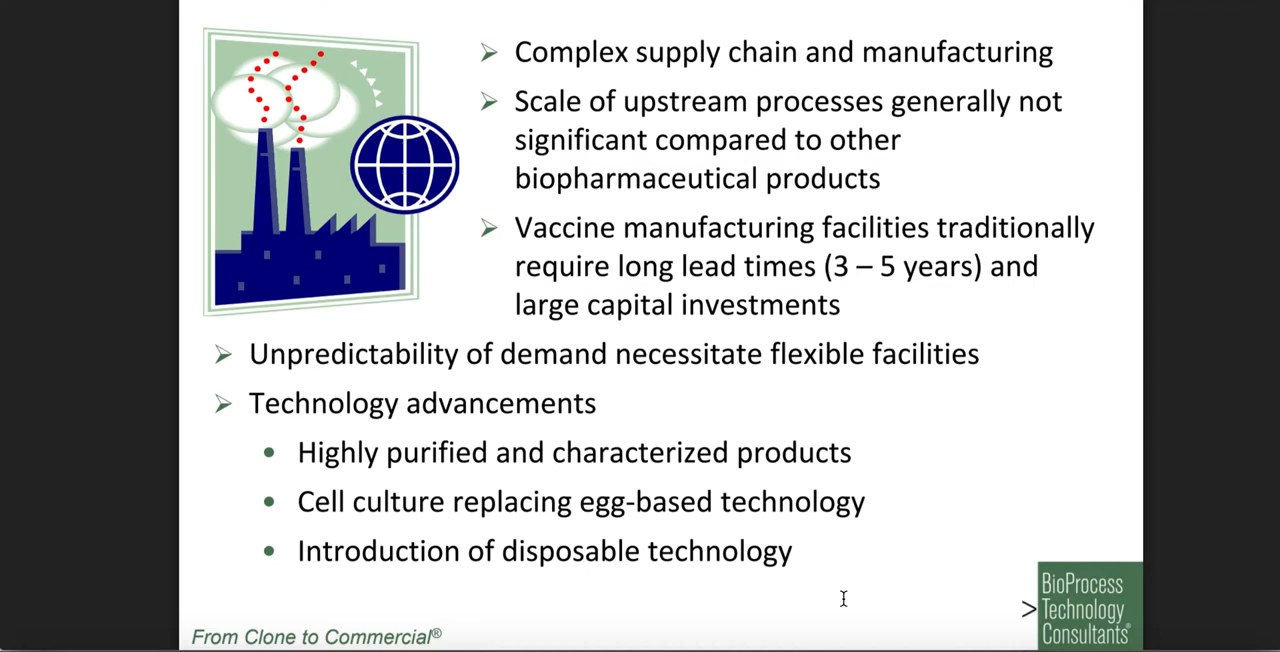 Complex supply chain and manufacturing
Scale of upstream processes generally not
significant compared to other
biopharmaceutical products
Vaccine manufacturing facilities traditionally
require long lead times (3 – 5 years) and
large capital investments
Unpredictability of demand necessitate flexible facilities
Technology advancements
Highly purified and characterized products
Cell culture replacing egg-based technology
Introduction of disposable technology
From Clone to Commercial®
BioProcess
Technology
Consultants®